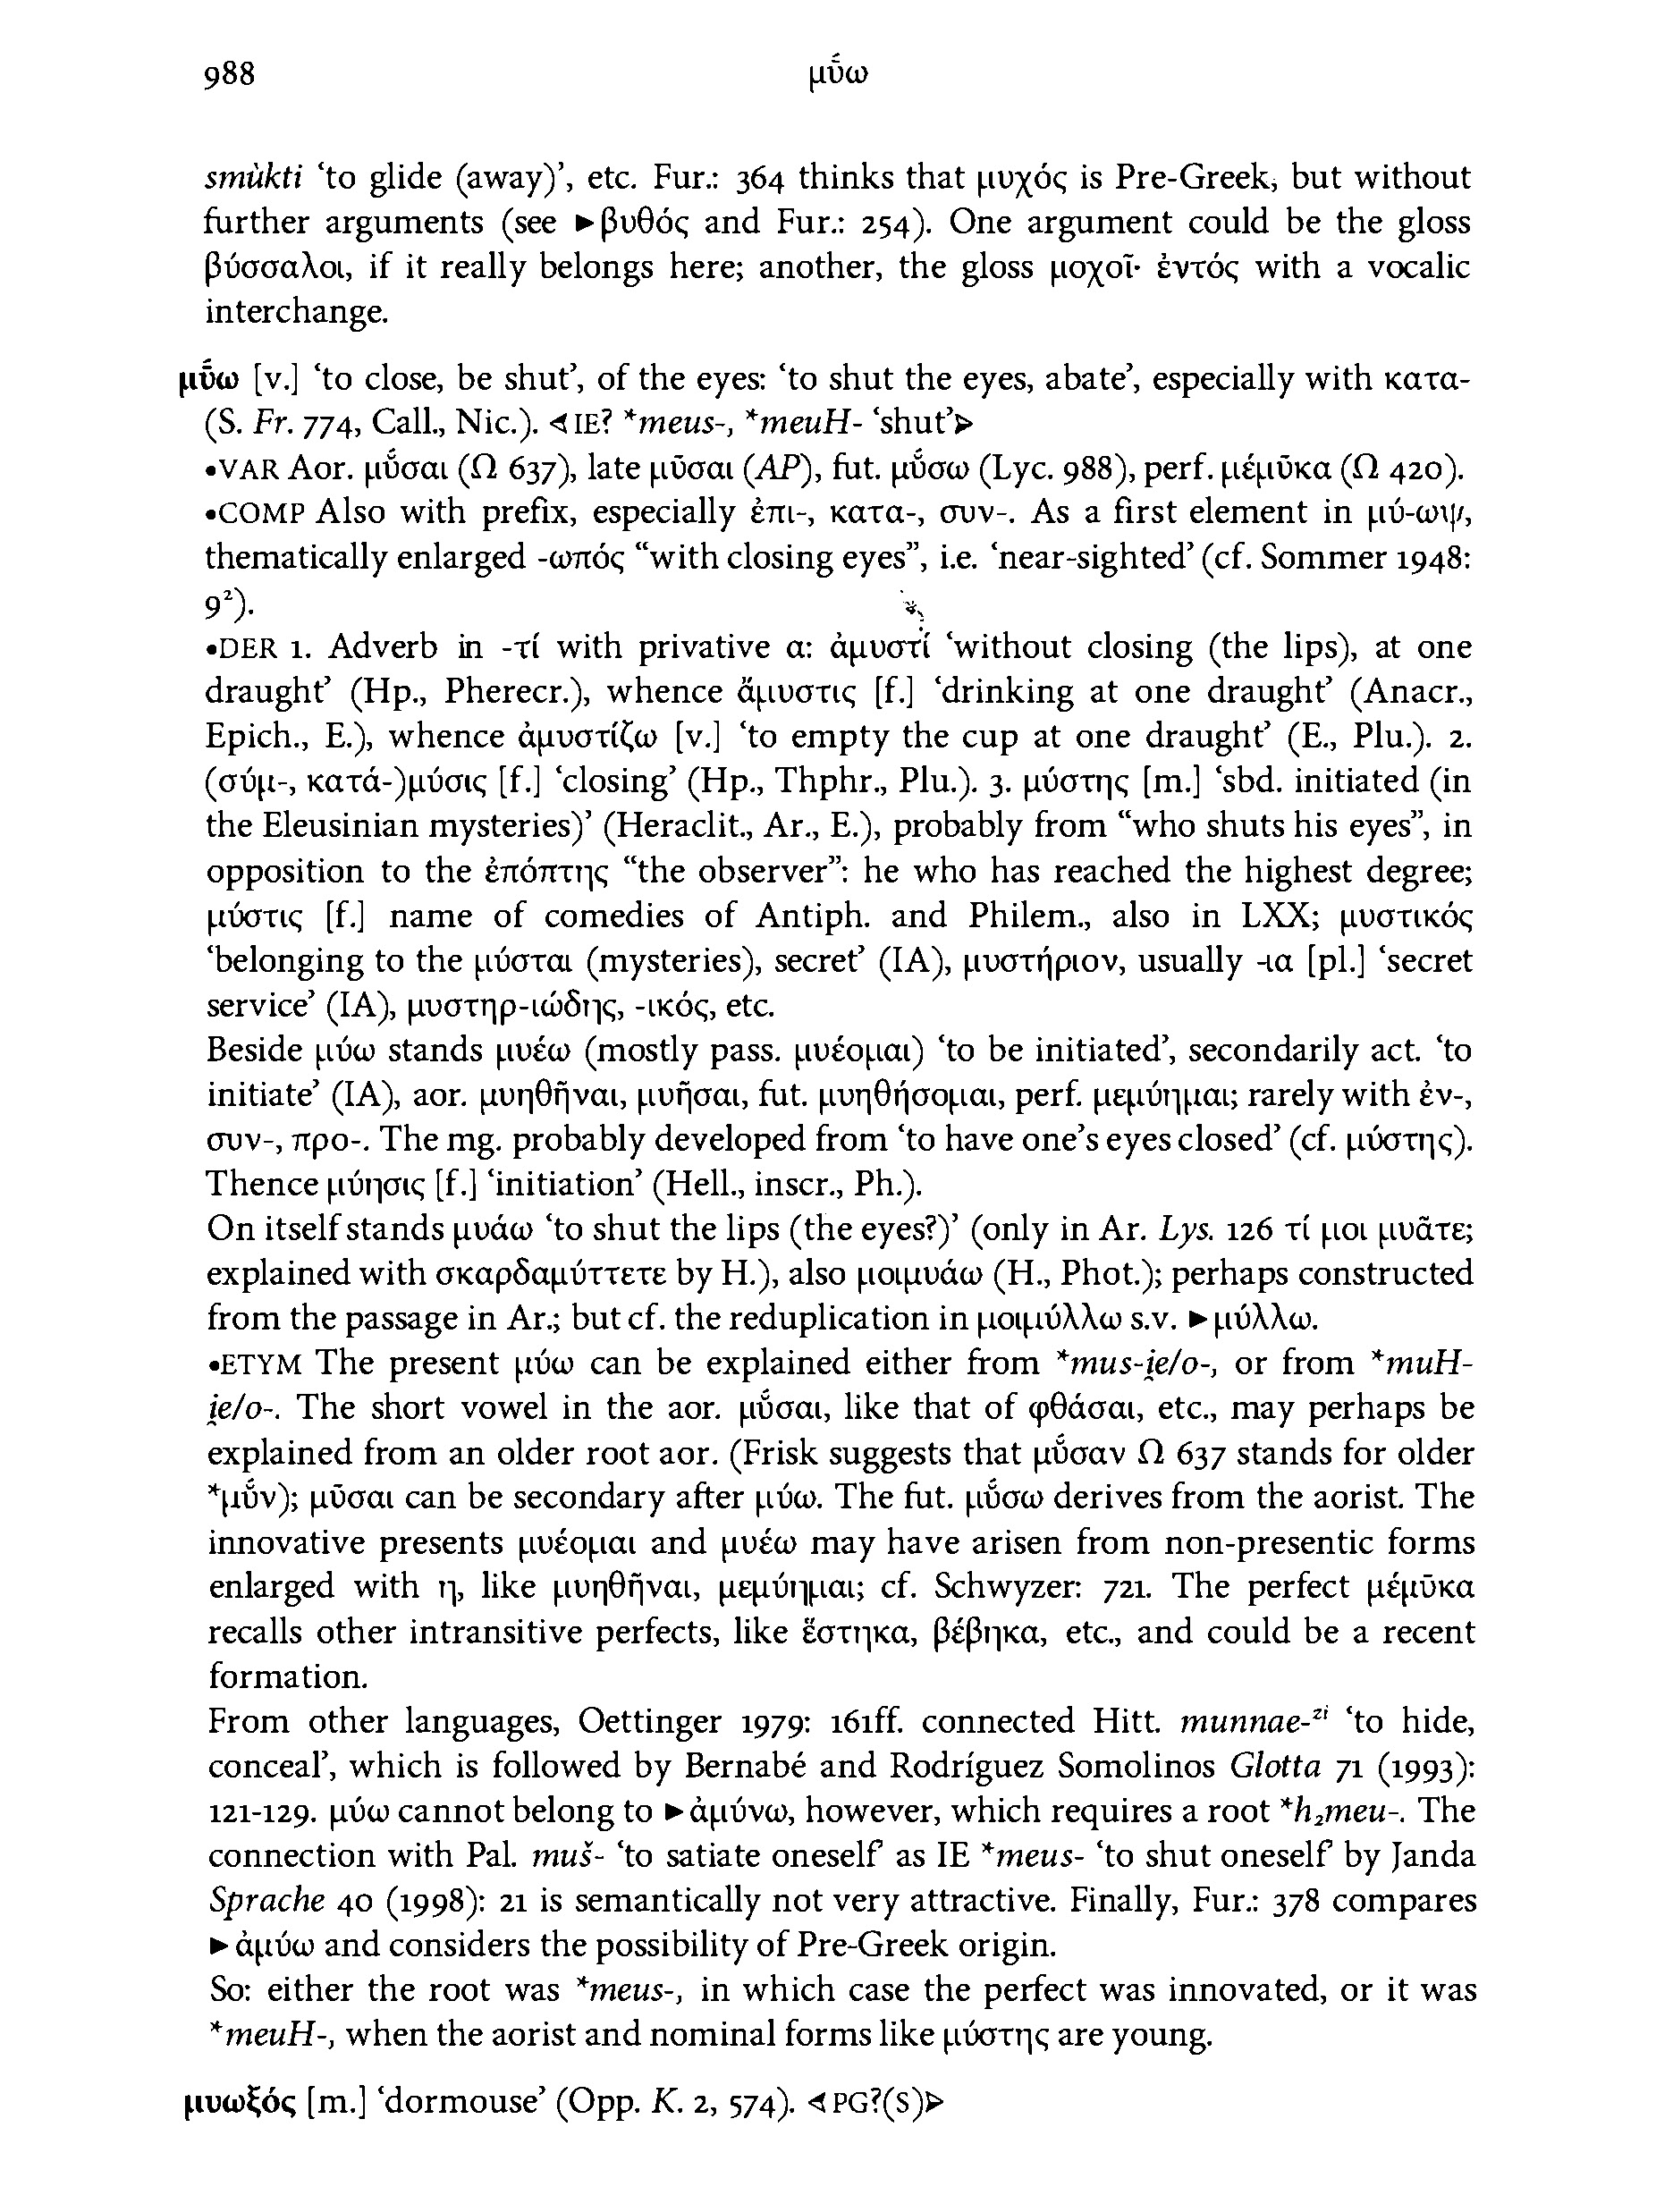 988
μῡ́ω
smùkti ‘to glide (away)’, etc. Fur.: 364 thinks that μυχός is Pre-Greek, but without
further arguments (see ►βυθός and Fur.: 254). One argument could be the gloss
βύσσαλοι, if it really belongs here; another, the gloss μοχοῖ· ἐντός with a vocalic
interchange.
μῡ́ω [v.] ‘to close, be shut’, of the eyes: ‘to shut the eyes, abate’, especially with κατα-
(S. Fr. 774, Call., Nic.). ⋖IE? *meus-, *meuH- ‘shut’⋗
•VAR Aor. μῠ́σαι (Ω 637), late μῦσαι (AP), fut. μῠ́σω (Lyc. 988), perf. μέμῡκα (Ω 420).
•COMP Also with prefix, especially ἐπι-, κατα-, συν-. As a first element in μύ-ωψ,
thematically enlarged -ωπός “with closing eyes”, i.e. ‘near-sighted’ (cf. Sommer 1948:
9²).
•DER 1. Adverb in -τί with privative α: ἀμυστί ‘without closing (the lips), at one
draught’ (Hp., Pherecr.), whence ἄμυστις [f.] ‘drinking at one draught’ (Anacr.,
Epich., E.), whence ἀμυστίζω [v.] ‘to empty the cup at one draught’ (E., Plu.). 2.
(σύμ-, κατά-)μύσις [f.] ‘closing’ (Hp., Thphr., Plu.). 3. μύστης [m.] ‘sbd. initiated (in
the Eleusinian mysteries)’ (Heraclit., Ar., E.), probably from “who shuts his eyes”, in
opposition to the ἐπόπτης “the observer”: he who has reached the highest degree;
μύστις [f.] name of comedies of Antiph. and Philem., also in LXX; μυστικός
‘belonging to the μύσται (mysteries), secret’ (IA), μυστήριον, usually -ια [pl.] ‘secret
service’ (IA), μυστηρ-ιώδης, -ικός, etc.
Beside μύω stands μυέω (mostly pass. μυέομαι) ‘to be initiated’, secondarily act. ‘to
initiate’ (IA), aor. μυηθῆναι, μυῆσαι, fut. μυηθήσομαι, perf. μεμύημαι; rarely with ἐν-,
συν-, προ-. The mg. probably developed from ‘to have one’s eyes closed’ (cf. μύστης).
Thence μύησις [f.] ‘initiation’ (Hell., inscr., Ph.).
On itself stands μυάω ‘to shut the lips (the eyes?)’ (only in Ar. Lys. 126 τί μοι μυᾶτε;
explained with σκαρδαμύττετε by H.), also μοιμυάω (H., Phot.); perhaps constructed
from the passage in Ar.; but cf. the reduplication in μοιμύλλω s.v. ►μύλλω.
•ETYM The present μύω can be explained either from *mus-i̯e/o-, or from *muH-
i̯e/o-. The short vowel in the aor. μῠ́σαι, like that of φθάσαι, etc., may perhaps be
explained from an older root aor. (Frisk suggests that μῠ́σαν Ω 637 stands for older
*μῠ́ν); μῦσαι can be secondary after μύω. The fut. μῠ́σω derives from the aorist. The
innovative presents μυέομαι and μυέω may have arisen from non-presentic forms
enlarged with η, like μυηθῆναι, μεμύημαι; cf. Schwyzer: 721. The perfect μέμῡκα
recalls other intransitive perfects, like ἕστηκα, βέβηκα, etc., and could be a recent
formation.
From other languages, Oettinger 1979: 161ff. connected Hitt. munnae-ᶻⁱ ‘to hide,
conceal’, which is followed by Bernabé and Rodríguez Somolinos Glotta 71 (1993):
121-129. μύω cannot belong to ►ἀμύνω, however, which requires a root *h₂meu-. The
connection with Pal. muš- ‘to satiate oneself’ as IE *meus- ‘to shut oneself’ by Janda
Sprache 40 (1998): 21 is semantically not very attractive. Finally, Fur.: 378 compares
►ἀμύω and considers the possibility of Pre-Greek origin.
So: either the root was *meus-, in which case the perfect was innovated, or it was
*meuH-, when the aorist and nominal forms like μύστης are young.
μυωξός [m.] ‘dormouse’ (Opp. K. 2, 574). ⋖PG?(S)⋗